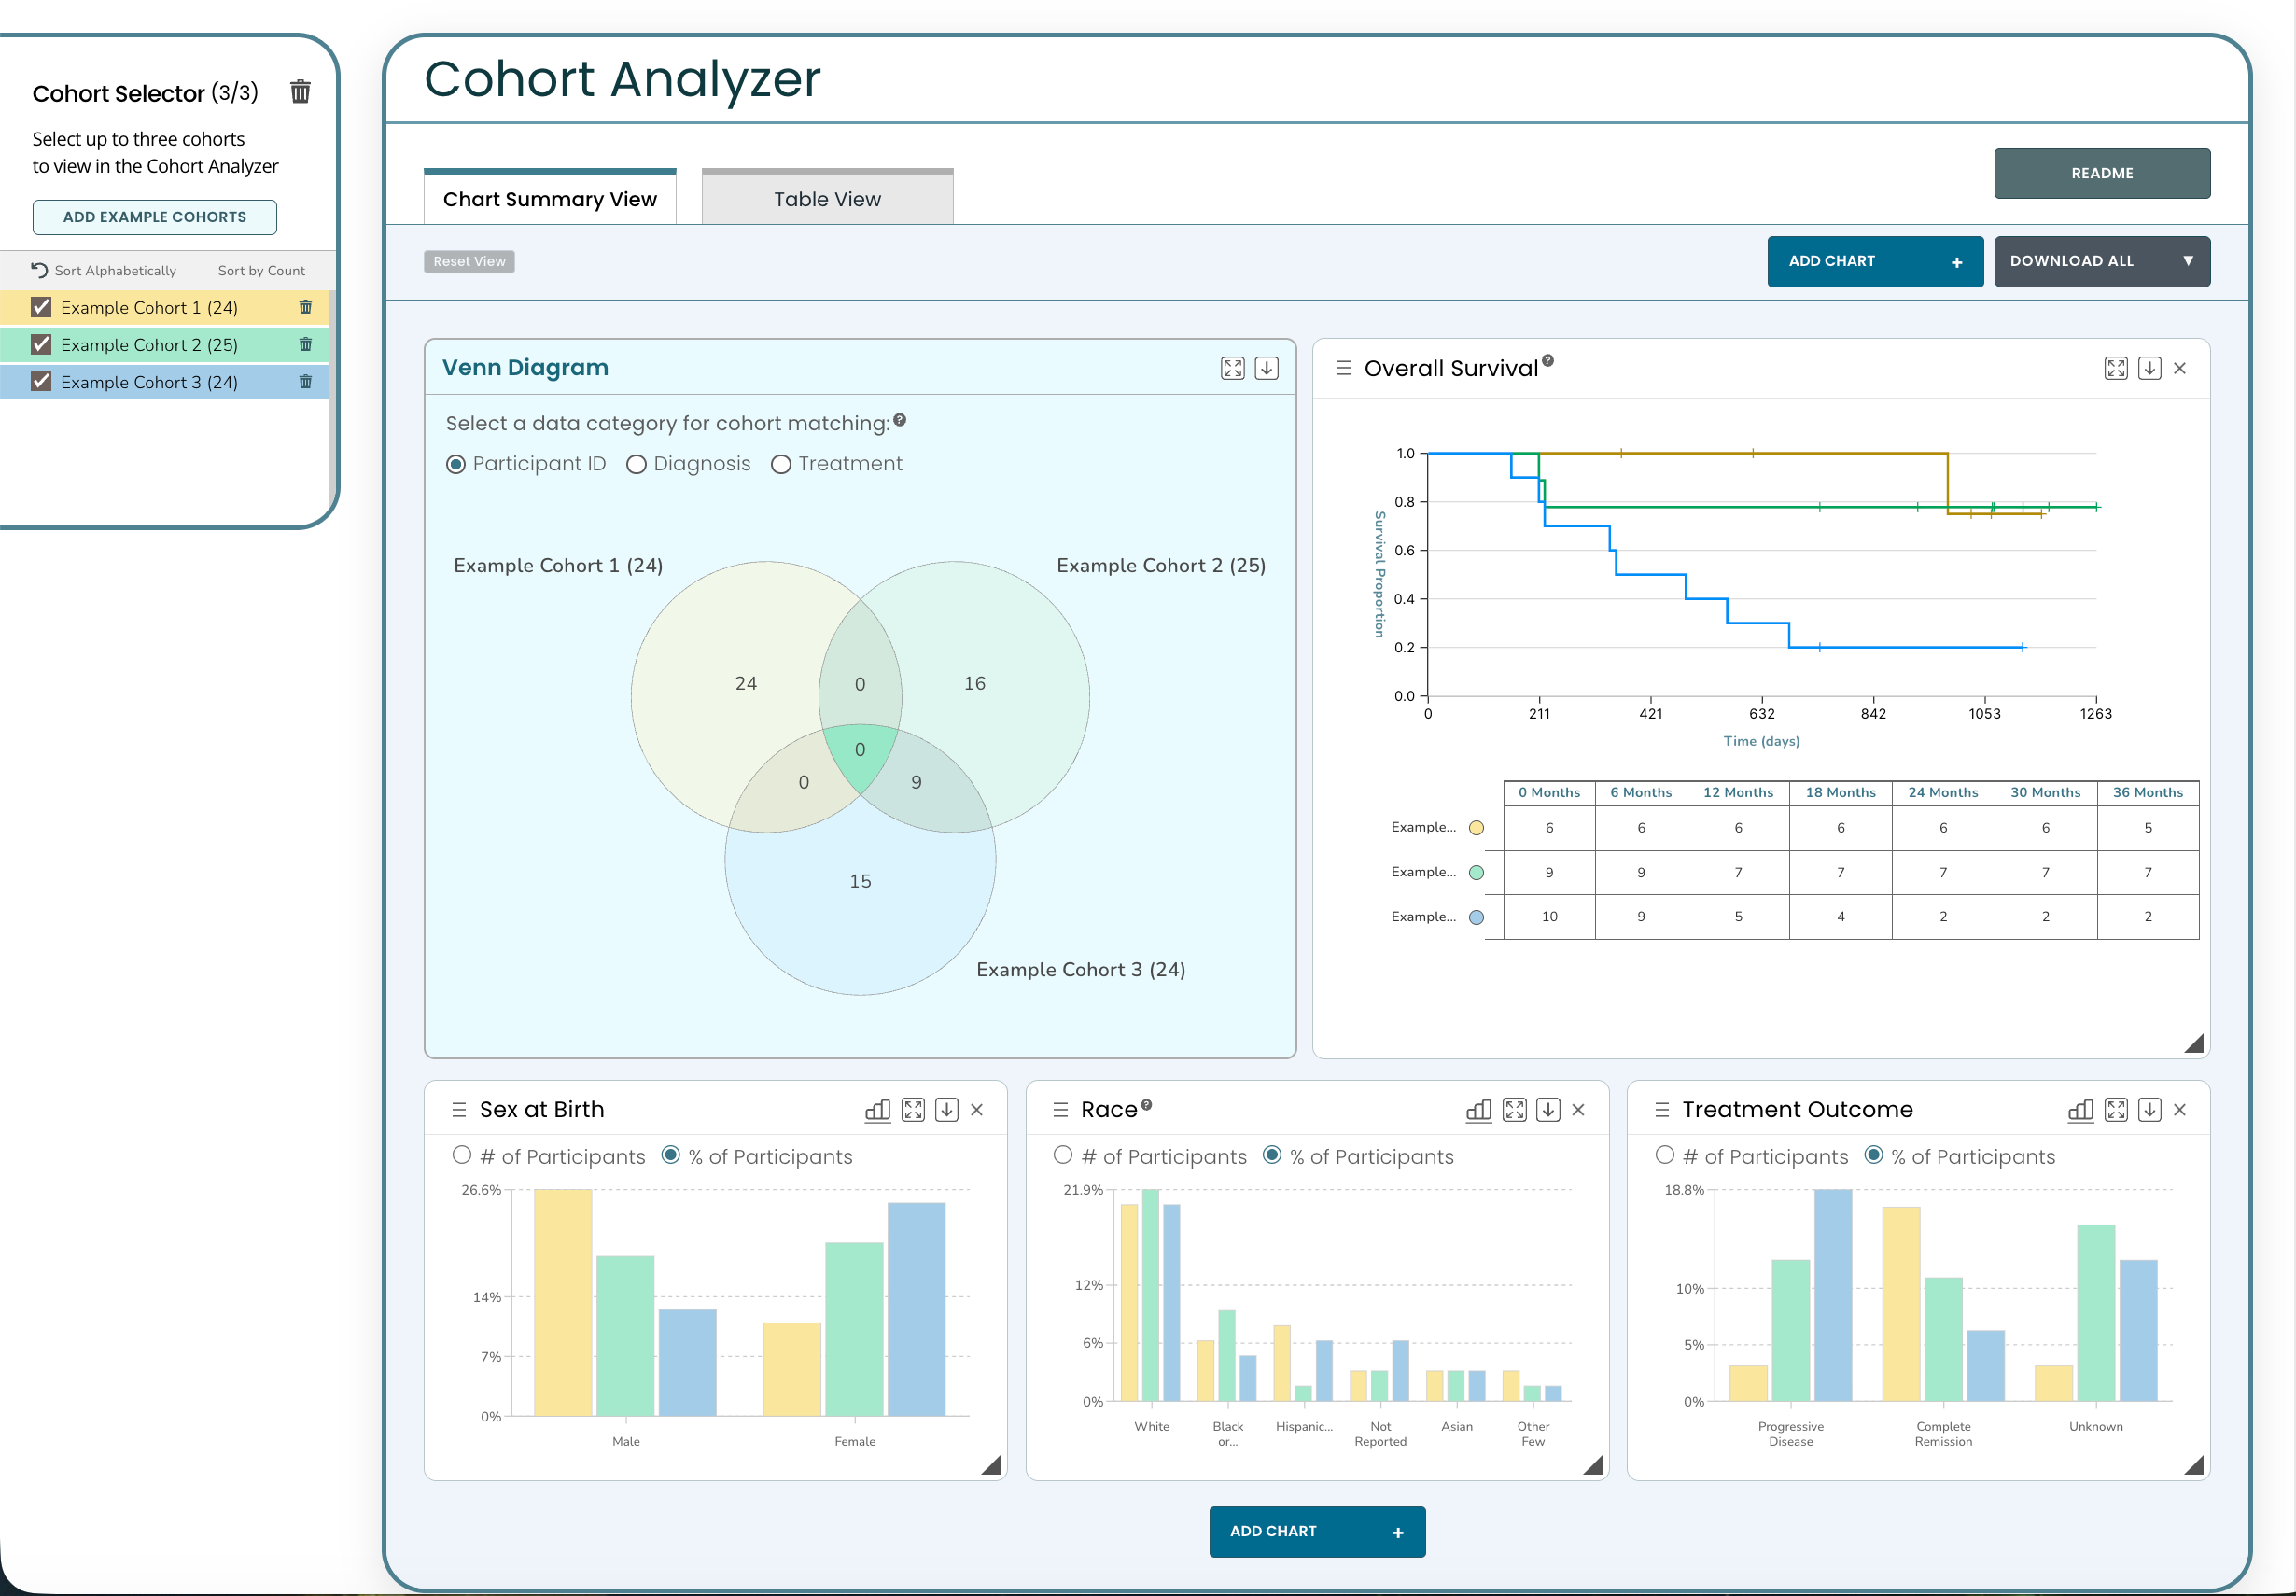 Cohort Selector (3/3)
Select up to three cohorts
to view in the Cohort Analyzer
ADD EXAMPLE COHORTS
Sort Alphabetically Sort by Count
Example Cohort 1 (24)
Example Cohort 2 (25)
Example Cohort 3 (24)
Cohort Analyzer
Chart Summary View
Table View
README
Reset View
ADD CHART +
DOWNLOAD ALL ▼
Venn Diagram
Select a data category for cohort matching:?
Participant ID Diagnosis Treatment
Example Cohort 1 (24)
Example Cohort 2 (25)
24
0
16
0
0
9
15
Example Cohort 3 (24)
Overall Survival?
Survival Proportion
1.0
0.8
0.6
0.4
0.2
0.0
0 211 421 632 842 1053 1263
Time (days)
0 Months 6 Months 12 Months 18 Months 24 Months 30 Months 36 Months
Example... 6 6 6 6 6 6 5
Example... 9 9 7 7 7 7 7
Example... 10 9 5 4 2 2 2
Sex at Birth
# of Participants % of Participants
26.6%
14%
7%
0%
Male Female
Race?
# of Participants % of Participants
21.9%
12%
6%
0%
White Black or... Hispanic... Not Reported Asian Other Few
Treatment Outcome
# of Participants % of Participants
18.8%
10%
5%
0%
Progressive Disease Complete Remission Unknown
ADD CHART +